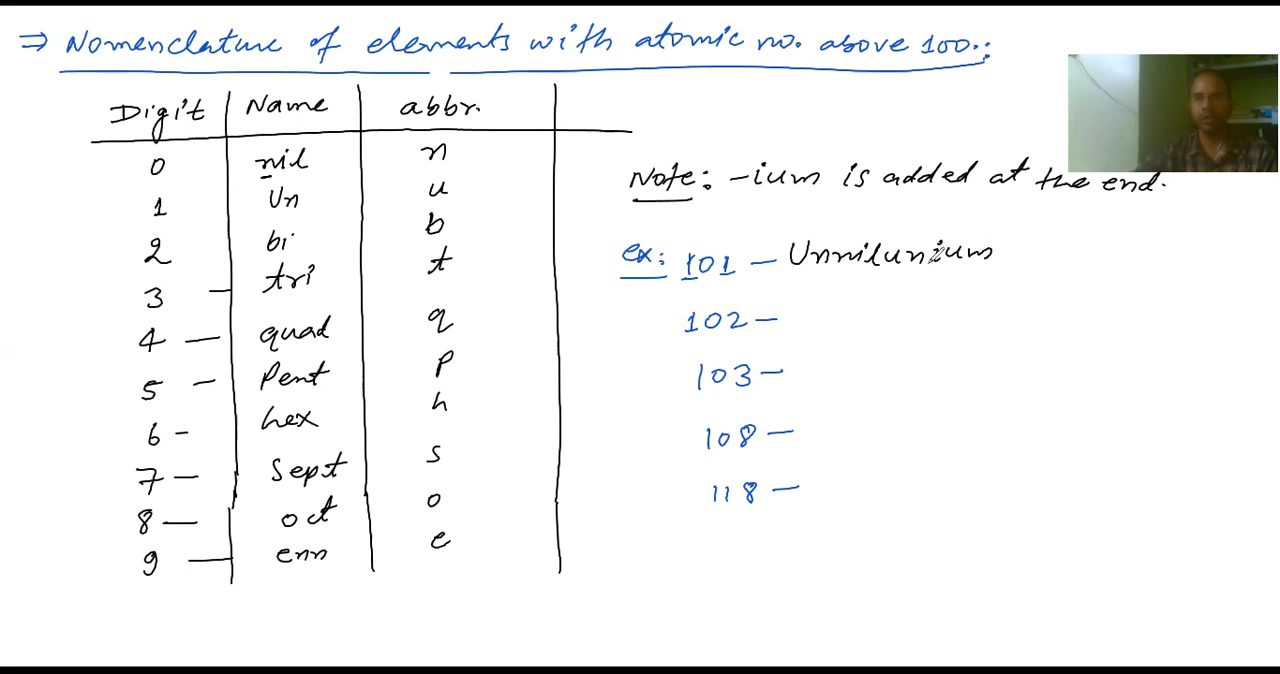 ⇒ Nomenclature of elements with atomic no. above 100.:
Digit Name abbr.
0 nil n
1 Un u
2 bi b
3 – tri t
4 – quad q
5 – Pent p
6 – hex h
7 – Sept s
8 – oct o
9 – enn e
Note: -ium is added at the end.
ex: 101 – Unnilunium
102 –
103 –
108 –
118 –